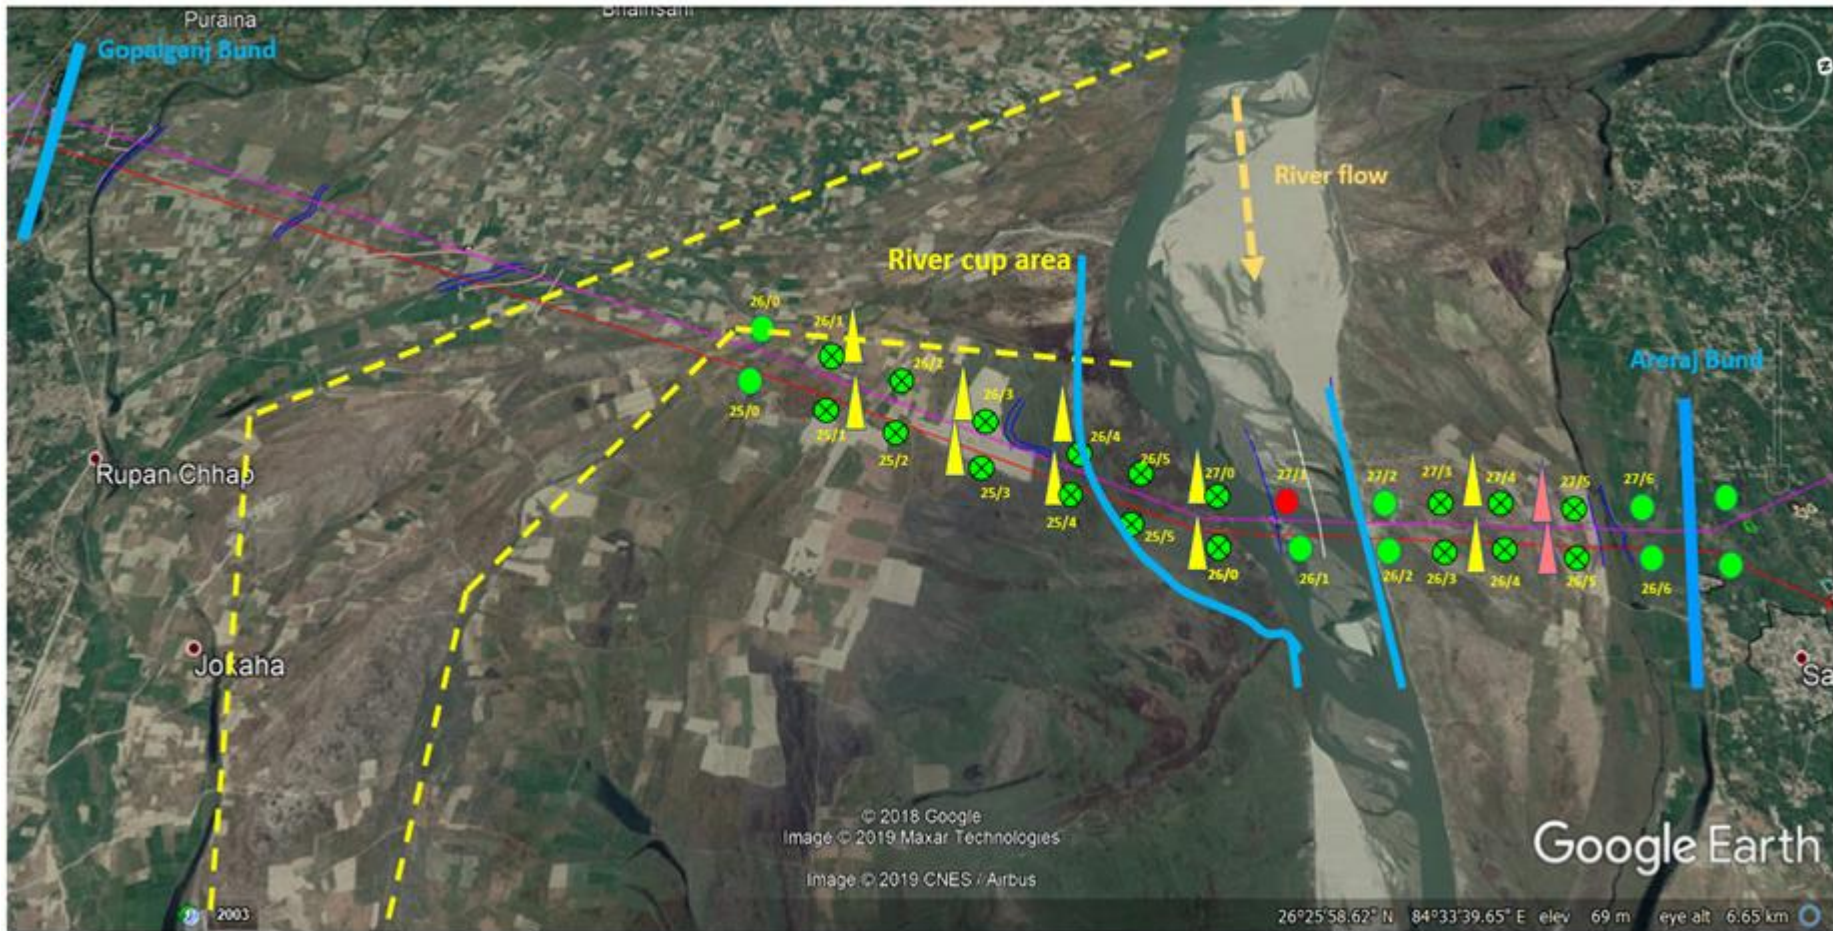 Puraina
Bhainsahi
Gopalganj Bund
River flow
River cup area
26/0
26/1
26/2
26/3
26/4
26/5
27/0
27/1
27/2
27/3
27/4
27/5
27/6
Areraj Bund
25/0
25/1
25/2
25/3
25/4
25/5
26/0
26/1
26/2
26/3
26/4
26/5
26/6
Rupan Chhap
Jokaha
Sa
N
© 2018 Google
Image © 2019 Maxar Technologies
Image © 2019 CNES / Airbus
Google Earth
2003
26°25'58.62" N 84°33'39.65" E elev 69 m eye alt 6.65 km